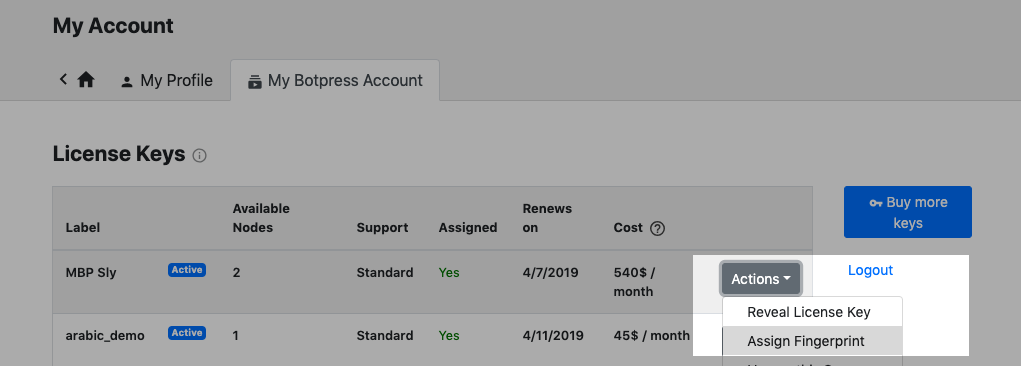 My Account
My Profile
My Botpress Account
License Keys
Label Available Nodes Support Assigned Renews on Cost
Buy more keys
MBP Sly Active 2 Standard Yes 4/7/2019 540$ / month Actions
Logout
Reveal License Key
arabic_demo Active 1 Standard Yes 4/11/2019 45$ / month
Assign Fingerprint